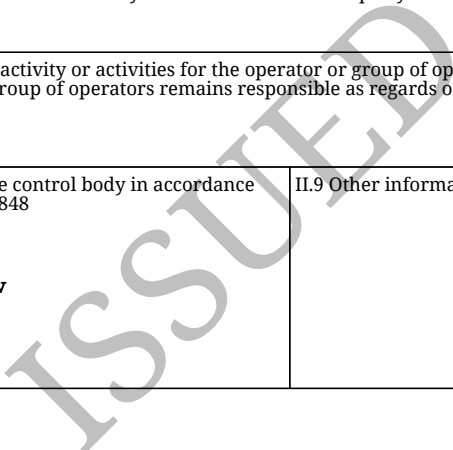 activity or activities for the operator or group of op
roup of operators remains responsible as regards o
e control body in accordance
848
II.9 Other informa
ISSUED